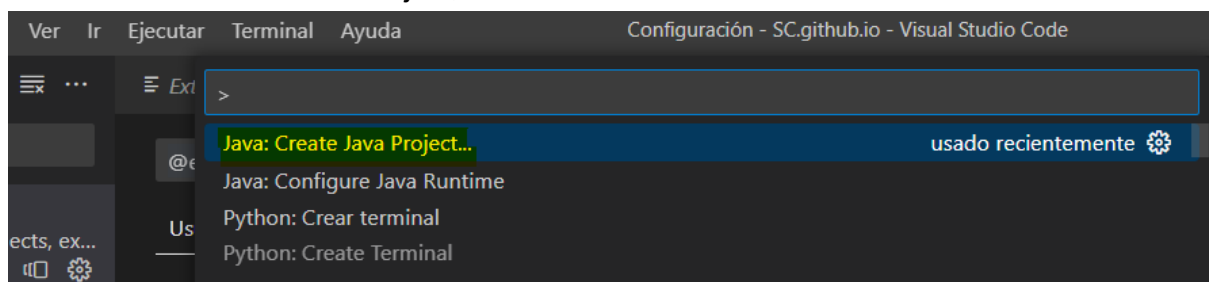 Ver Ir Ejecutar Terminal Ayuda Configuración - SC.github.io - Visual Studio Code
Ext
>
Java: Create Java Project... usado recientemente
@e
Java: Configure Java Runtime
Us
Python: Crear terminal
ects, ex...
Python: Create Terminal